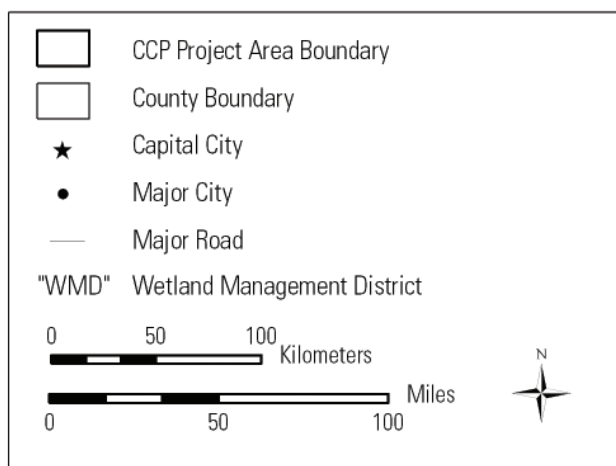 CCP Project Area Boundary
County Boundary
Capital City
Major City
Major Road
"WMD" Wetland Management District
0 50 100
Kilometers
Miles
0 50 100
N